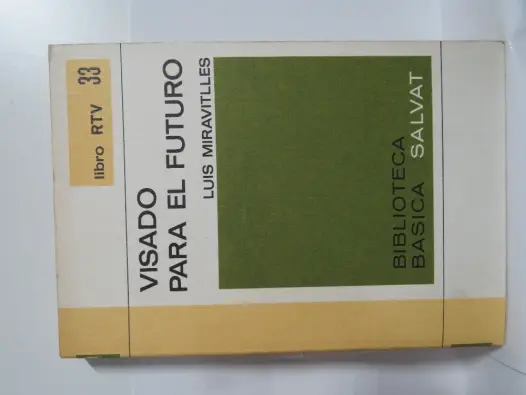 libro RTV 33
VISADO
PARA EL FUTURO
LUIS MIRAVITLLES
BIBLIOTECA
BASICA SALVAT